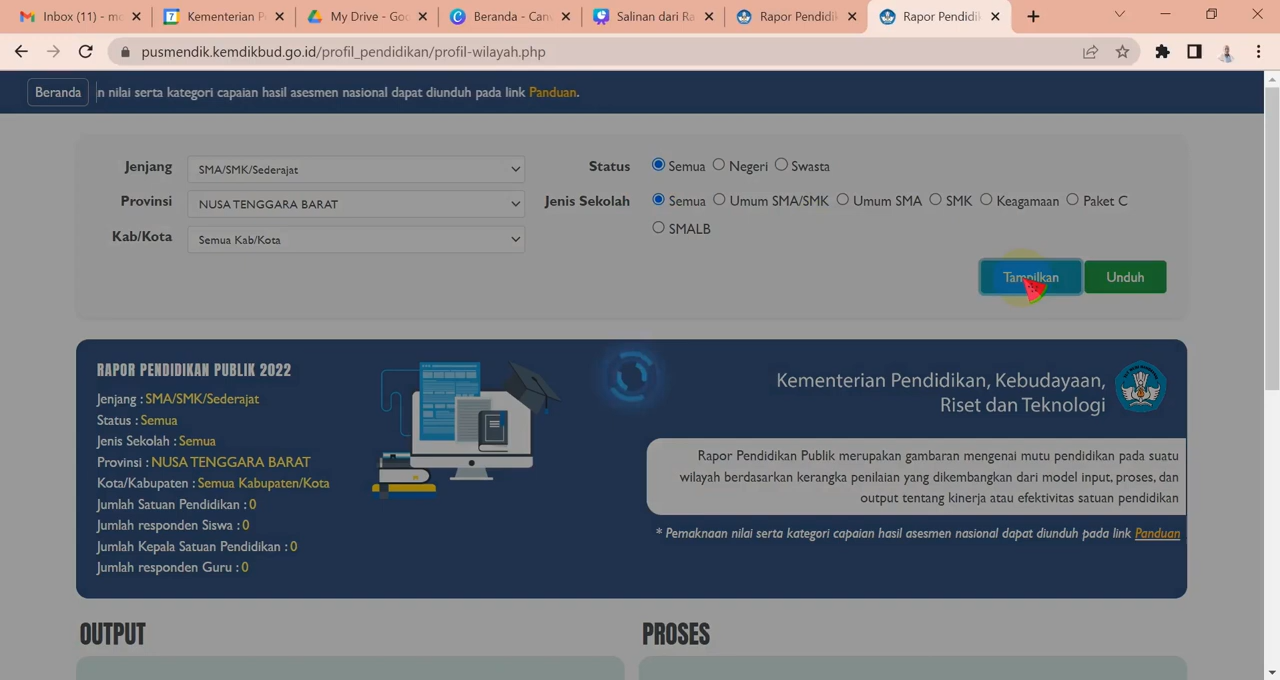 Inbox (11) - mo
Kementerian P
My Drive - Goo
Beranda - Canv
Salinan dari Ra
Rapor Pendidi
Rapor Pendidi
pusmendik.kemdikbud.go.id/profil_pendidikan/profil-wilayah.php
Beranda
n nilai serta kategori capaian hasil asesmen nasional dapat diunduh pada link Panduan.
Jenjang SMA/SMK/Sederajat
Status Semua Negeri Swasta
Provinsi NUSA TENGGARA BARAT
Jenis Sekolah Semua Umum SMA/SMK Umum SMA SMK Keagamaan Paket C
SMALB
Kab/Kota Semua Kab/Kota
Tampilkan Unduh
RAPOR PENDIDIKAN PUBLIK 2022
Jenjang : SMA/SMK/Sederajat
Status : Semua
Jenis Sekolah : Semua
Provinsi : NUSA TENGGARA BARAT
Kota/Kabupaten : Semua Kabupaten/Kota
Jumlah Satuan Pendidikan : 0
Jumlah responden Siswa : 0
Jumlah Kepala Satuan Pendidikan : 0
Jumlah responden Guru : 0
Kementerian Pendidikan, Kebudayaan,
Riset dan Teknologi
Rapor Pendidikan Publik merupakan gambaran mengenai mutu pendidikan pada suatu
wilayah berdasarkan kerangka penilaian yang dikembangkan dari model input, proses, dan
output tentang kinerja atau efektivitas satuan pendidikan
* Pemaknaan nilai serta kategori capaian hasil asesmen nasional dapat diunduh pada link Panduan
OUTPUT
PROSES